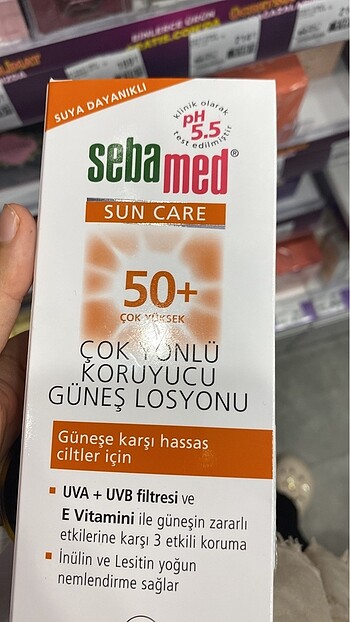 SUYA DAYANIKLI
klinik olarak
pH
5.5
test edilmiştir
sebamed®
SUN CARE
50+
ÇOK YÜKSEK
ÇOK YÖNLÜ
KORUYUCU
GÜNEŞ LOSYONU
Güneşe karşı hassas
ciltler için
▪ UVA + UVB filtresi ve
E Vitamini ile güneşin zararlı
etkilerine karşı 3 etkili koruma
▪ İnülin ve Lesitin yoğun
nemlendirme sağlar